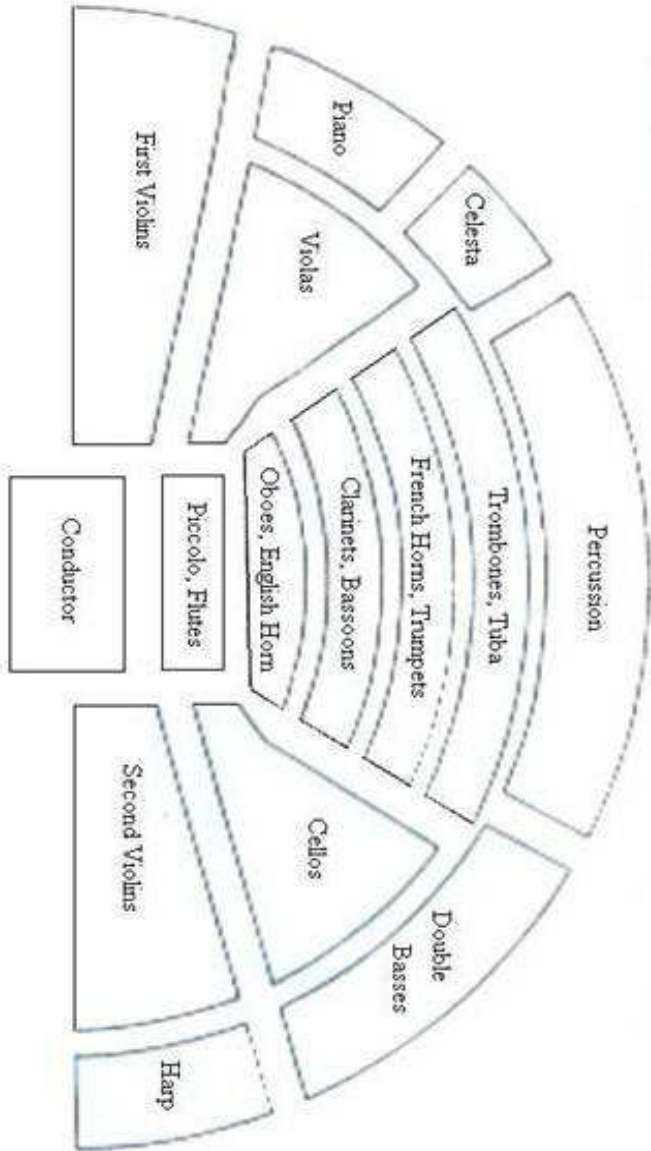 Percussion
Celesta
Piano
Trombones, Tuba
Double
Basses
French Horns, Trumpets
Violas
Clarinets, Bassoons
Cellos
Oboes, English Horn
First Violins
Piccolo, Flutes
Second Violins
Harp
Conductor